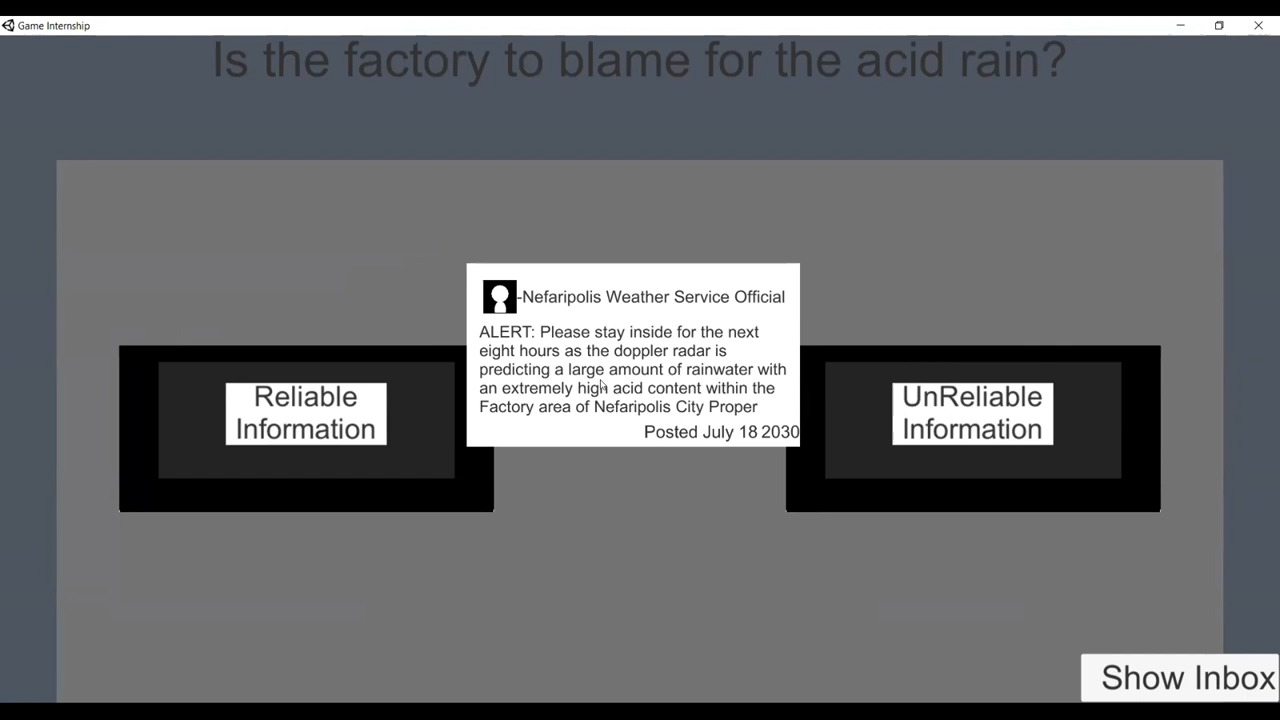 Game Internship
Is the factory to blame for the acid rain?
-Nefaripolis Weather Service Official
ALERT: Please stay inside for the next
eight hours as the doppler radar is
predicting a large amount of rainwater with
an extremely high acid content within the
Factory area of Nefaripolis City Proper
Posted July 18 2030
Reliable
Information
UnReliable
Information
Show Inbox